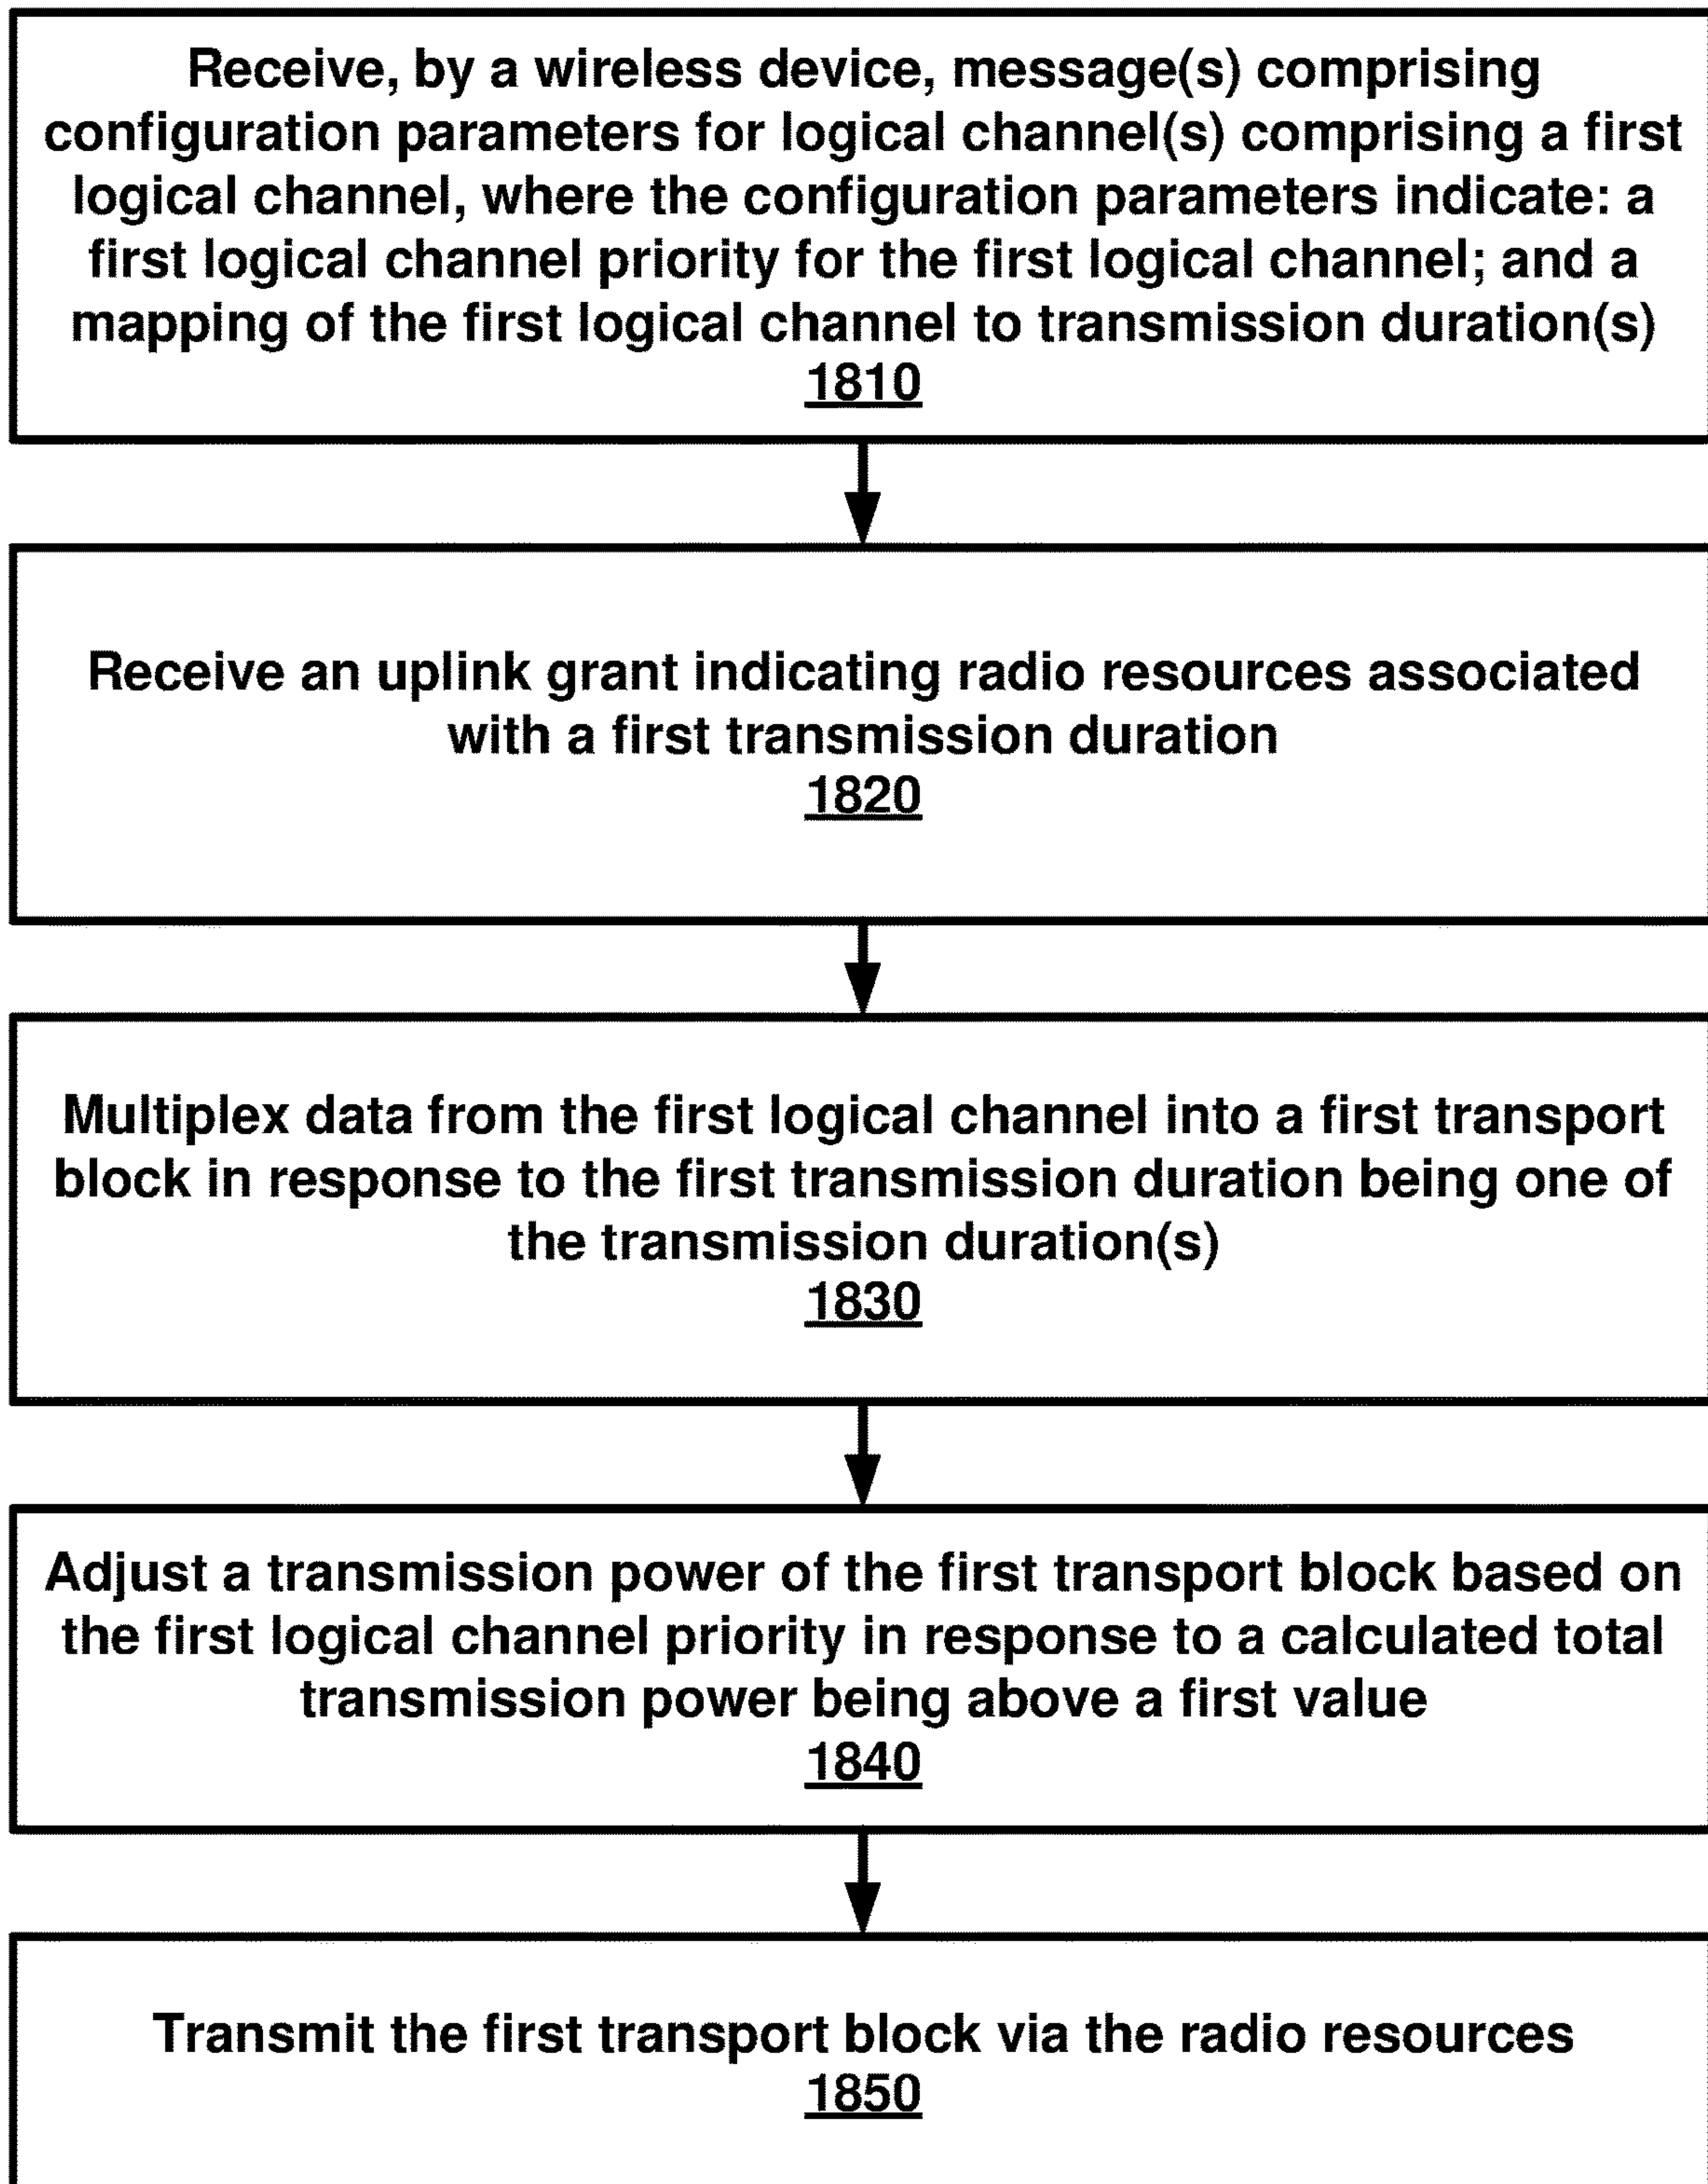 Receive, by a wireless device, message(s) comprising
configuration parameters for logical channel(s) comprising a first
logical channel, where the configuration parameters indicate: a
first logical channel priority for the first logical channel; and a
mapping of the first logical channel to transmission duration(s)
1810
Receive an uplink grant indicating radio resources associated
with a first transmission duration
1820
Multiplex data from the first logical channel into a first transport
block in response to the first transmission duration being one of
the transmission duration(s)
1830
Adjust a transmission power of the first transport block based on
the first logical channel priority in response to a calculated total
transmission power being above a first value
1840
Transmit the first transport block via the radio resources
1850